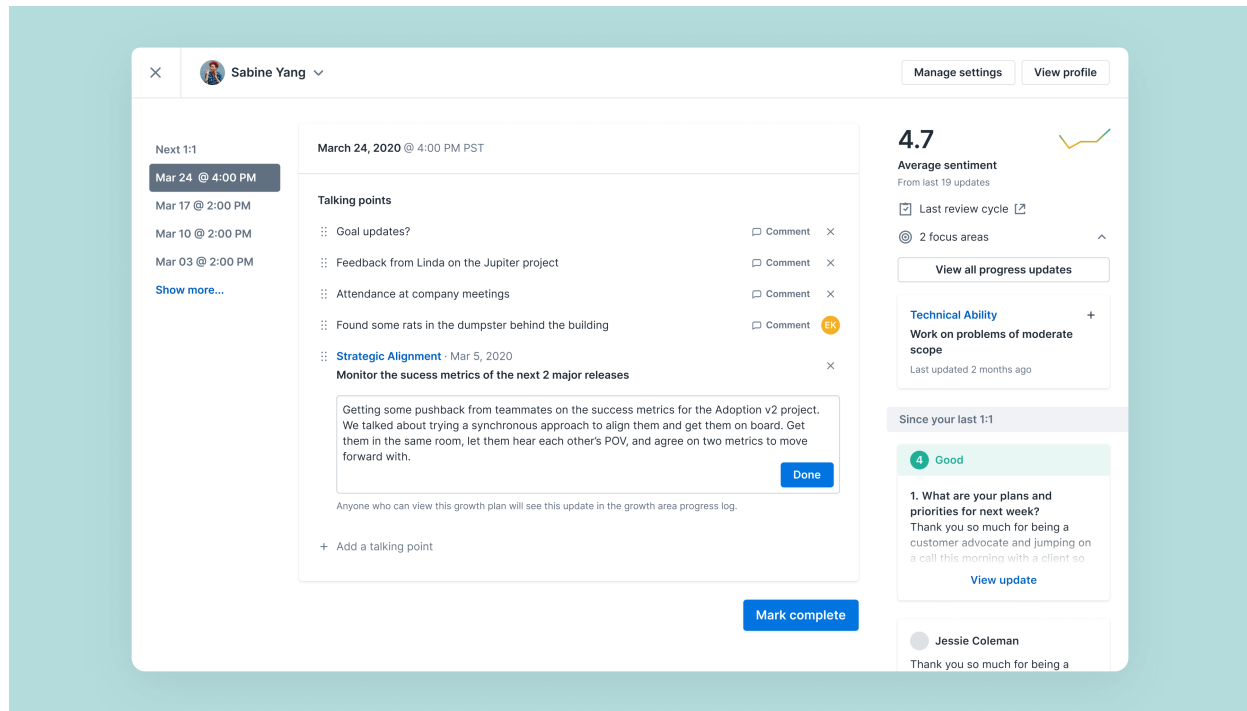 Sabine Yang
Manage settings
View profile
Next 1:1
Mar 24 @ 4:00 PM
Mar 17 @ 2:00 PM
Mar 10 @ 2:00 PM
Mar 03 @ 2:00 PM
Show more...
March 24, 2020 @ 4:00 PM PST
Talking points
Goal updates?
Comment
Feedback from Linda on the Jupiter project
Comment
Attendance at company meetings
Comment
Found some rats in the dumpster behind the building
Comment
EK
Strategic Alignment · Mar 5, 2020
Monitor the sucess metrics of the next 2 major releases
Getting some pushback from teammates on the success metrics for the Adoption v2 project.
We talked about trying a synchronous approach to align them and get them on board. Get
them in the same room, let them hear each other's POV, and agree on two metrics to move
forward with.
Done
Anyone who can view this growth plan will see this update in the growth area progress log.
+ Add a talking point
Mark complete
4.7
Average sentiment
From last 19 updates
Last review cycle
2 focus areas
View all progress updates
Technical Ability
+
Work on problems of moderate
scope
Last updated 2 months ago
Since your last 1:1
4 Good
1. What are your plans and
priorities for next week?
Thank you so much for being a
customer advocate and jumping on
a call this morning with a client so
View update
Jessie Coleman
Thank you so much for being a